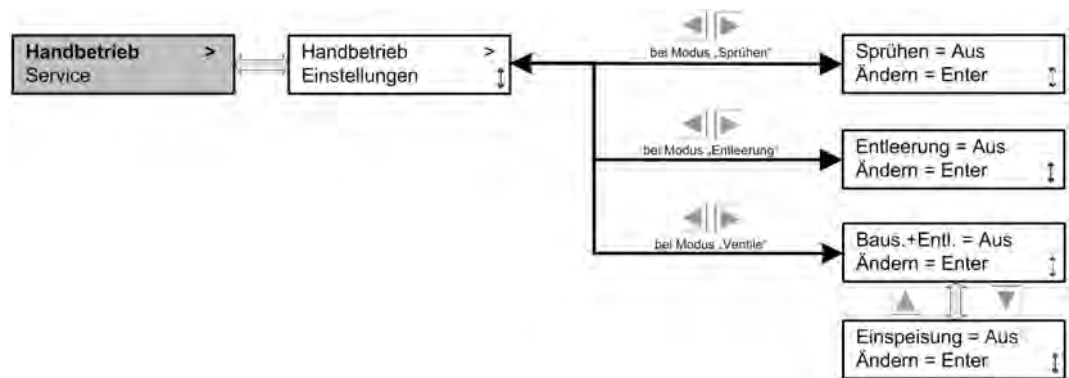 Handbetrieb >
Service
Handbetrieb >
Einstellungen
bei Modus „Sprühen“
Sprühen = Aus
Ändern = Enter
bei Modus „Entleerung“
Entleerung = Aus
Ändern = Enter
bei Modus „Ventile“
Baus.+Entl. = Aus
Ändern = Enter
Einspeisung = Aus
Ändern = Enter